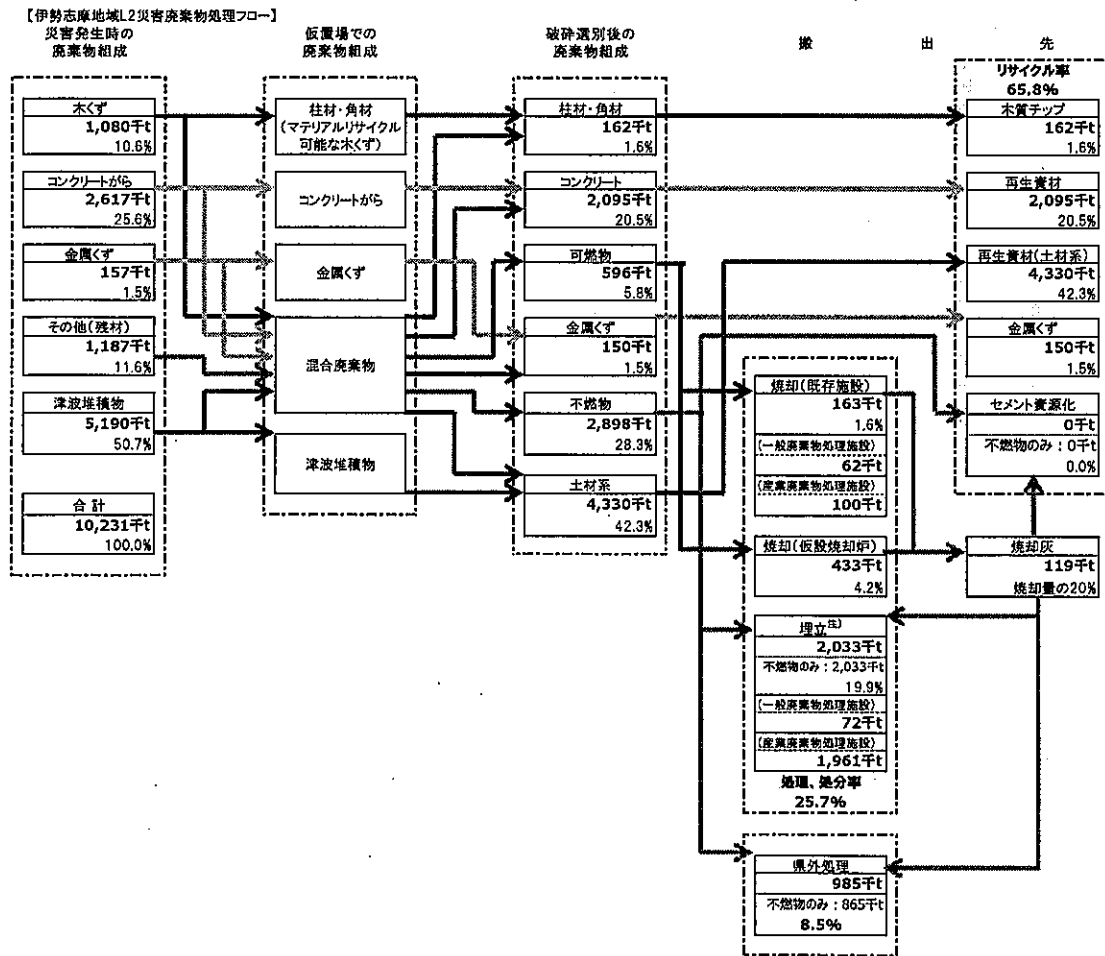 【伊勢志摩地域L2災害廃棄物処理フロー】
災害発生時の
廃棄物組成
木くず
1,080千t
10.6%
コンクリートがら
2,617千t
25.6%
金属くず
157千t
1.5%
その他(残材)
1,187千t
11.6%
津波堆積物
5,190千t
50.7%
合計
10,231千t
100.0%
仮置場での
廃棄物組成
柱材・角材
(マテリアルリサイクル
可能な木くず)
コンクリートがら
金属くず
混合廃棄物
津波堆積物
破砕選別後の
廃棄物組成
柱材・角材
162千t
1.6%
コンクリート
2,095千t
20.5%
可燃物
596千t
5.8%
金属くず
150千t
1.5%
不燃物
2,898千t
28.3%
土材系
4,330千t
42.3%
搬 出 先
焼却(既存施設)
163千t
1.6%
(一般廃棄物処理施設)
62千t
(産業廃棄物処理施設)
100千t
焼却(仮設焼却炉)
433千t
4.2%
埋立注)
2,033千t
不燃物のみ:2,033千t
19.9%
(一般廃棄物処理施設)
72千t
(産業廃棄物処理施設)
1,961千t
処理、処分率
25.7%
県外処理
985千t
不燃物のみ:865千t
8.5%
リサイクル率
65.8%
木質チップ
162千t
1.6%
再生資材
2,095千t
20.5%
再生資材(土材系)
4,330千t
42.3%
金属くず
150千t
1.5%
セメント資源化
0千t
不燃物のみ:0千t
0.0%
焼却灰
119千t
焼却量の20%